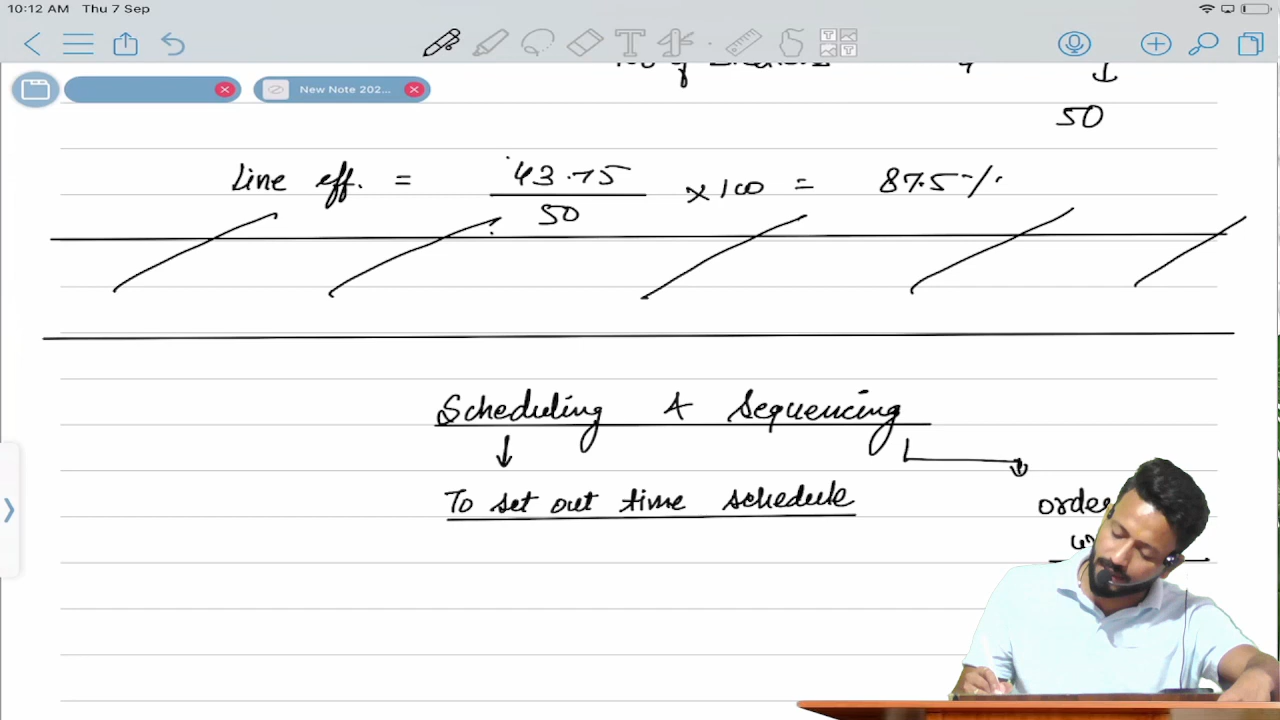 10:12 AM Thu 7 Sep
New Note 202...
50
Line eff. = 43.75 / 50 × 100 = 87.5%
Scheduling & Sequencing
To set out time schedule
orde